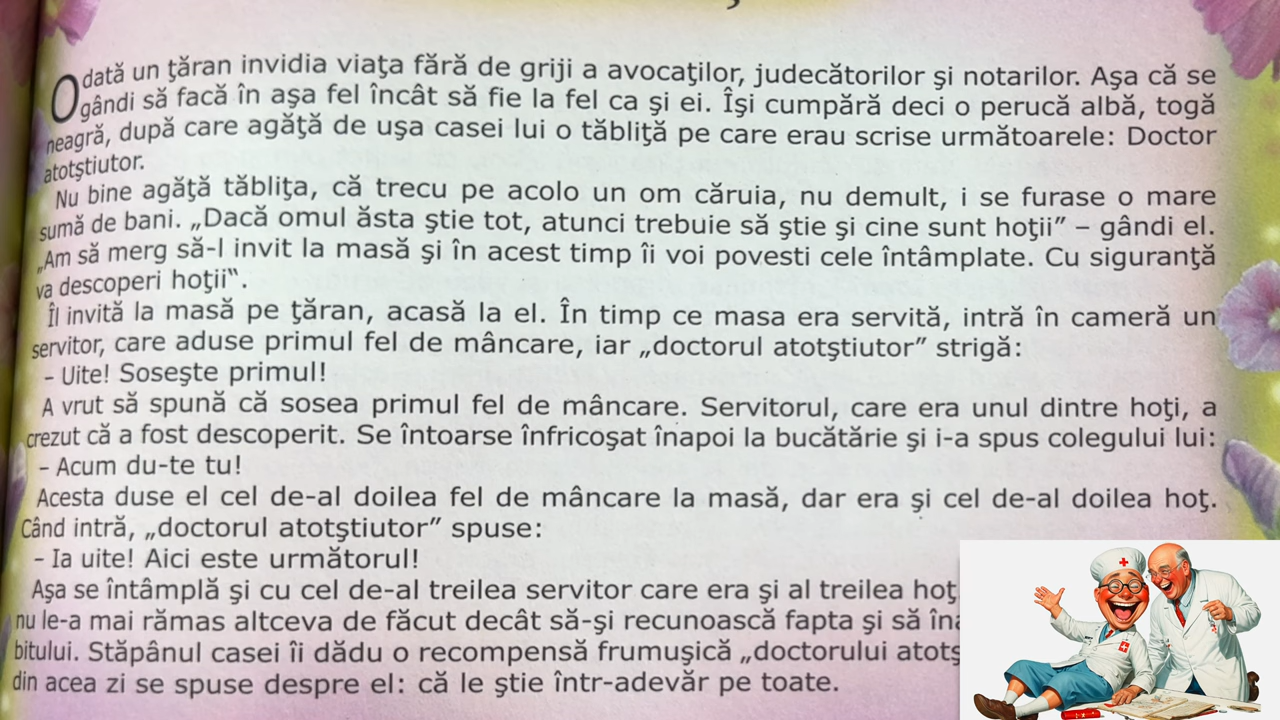 Odată un ţăran invidia viaţa fără de griji a avocaţilor, judecătorilor şi notarilor. Aşa că se
gândi să facă în aşa fel încât să fie la fel ca şi ei. Îşi cumpără deci o perucă albă, togă
neagră, după care agăţă de uşa casei lui o tăbliţă pe care erau scrise următoarele: Doctor
atotştiutor.
Nu bine agăţă tăbliţa, că trecu pe acolo un om căruia, nu demult, i se furase o mare
sumă de bani. „Dacă omul ăsta ştie tot, atunci trebuie să ştie şi cine sunt hoţii” – gândi el.
„Am să merg să-l invit la masă şi în acest timp îi voi povesti cele întâmplate. Cu siguranţă
va descoperi hoţii“.
Îl invită la masă pe ţăran, acasă la el. În timp ce masa era servită, intră în cameră un
servitor, care aduse primul fel de mâncare, iar „doctorul atotştiutor” strigă:
- Uite! Soseşte primul!
A vrut să spună că sosea primul fel de mâncare. Servitorul, care era unul dintre hoţi, a
crezut că a fost descoperit. Se întoarse înfricoşat înapoi la bucătărie şi i-a spus colegului lui:
- Acum du-te tu!
Acesta duse el cel de-al doilea fel de mâncare la masă, dar era şi cel de-al doilea hoţ.
Când intră, „doctorul atotştiutor” spuse:
- Ia uite! Aici este următorul!
Aşa se întâmplă şi cu cel de-al treilea servitor care era şi al treilea hoţ
nu le-a mai rămas altceva de făcut decât să-şi recunoască fapta şi să
bitului. Stăpânul casei îi dădu o recompensă frumuşică „doctorului
din acea zi se spuse despre el: că le ştie într-adevăr pe toate.